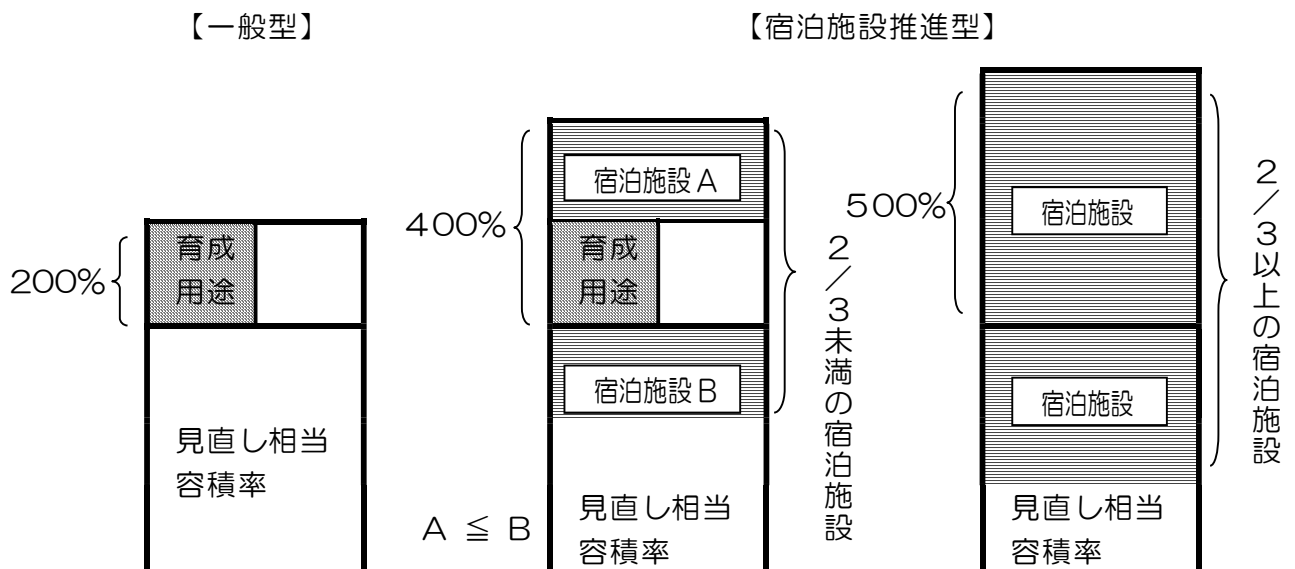 【一般型】
【宿泊施設推進型】
200%
育成
用途
見直し相当
容積率
400%
宿泊施設A
育成
用途
宿泊施設B
見直し相当
容積率
A ≦ B
2/3未満の宿泊施設
500%
宿泊施設
宿泊施設
見直し相当
容積率
2/3以上の宿泊施設